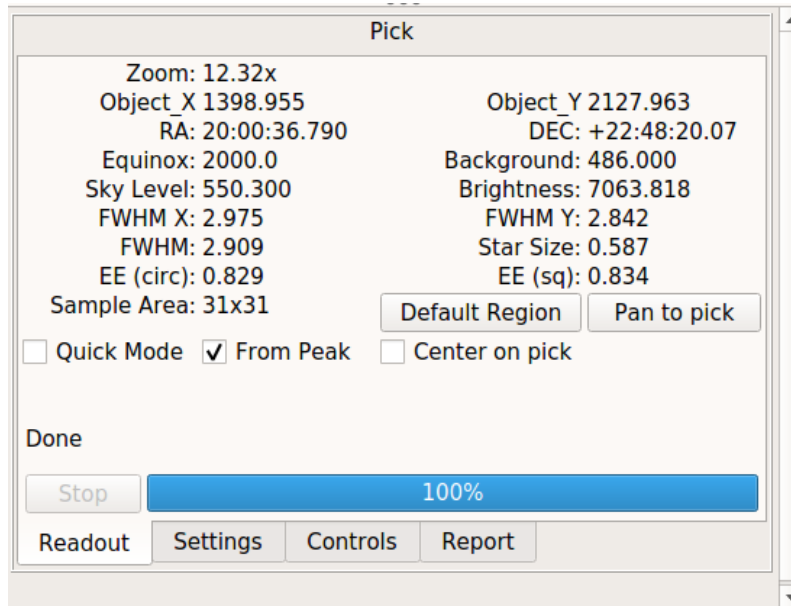 Pick
Zoom: 12.32x
Object_X 1398.955 Object_Y 2127.963
RA: 20:00:36.790 DEC: +22:48:20.07
Equinox: 2000.0 Background: 486.000
Sky Level: 550.300 Brightness: 7063.818
FWHM X: 2.975 FWHM Y: 2.842
FWHM: 2.909 Star Size: 0.587
EE (circ): 0.829 EE (sq): 0.834
Sample Area: 31x31 Default Region Pan to pick
Quick Mode From Peak Center on pick
Done
Stop 100%
Readout Settings Controls Report